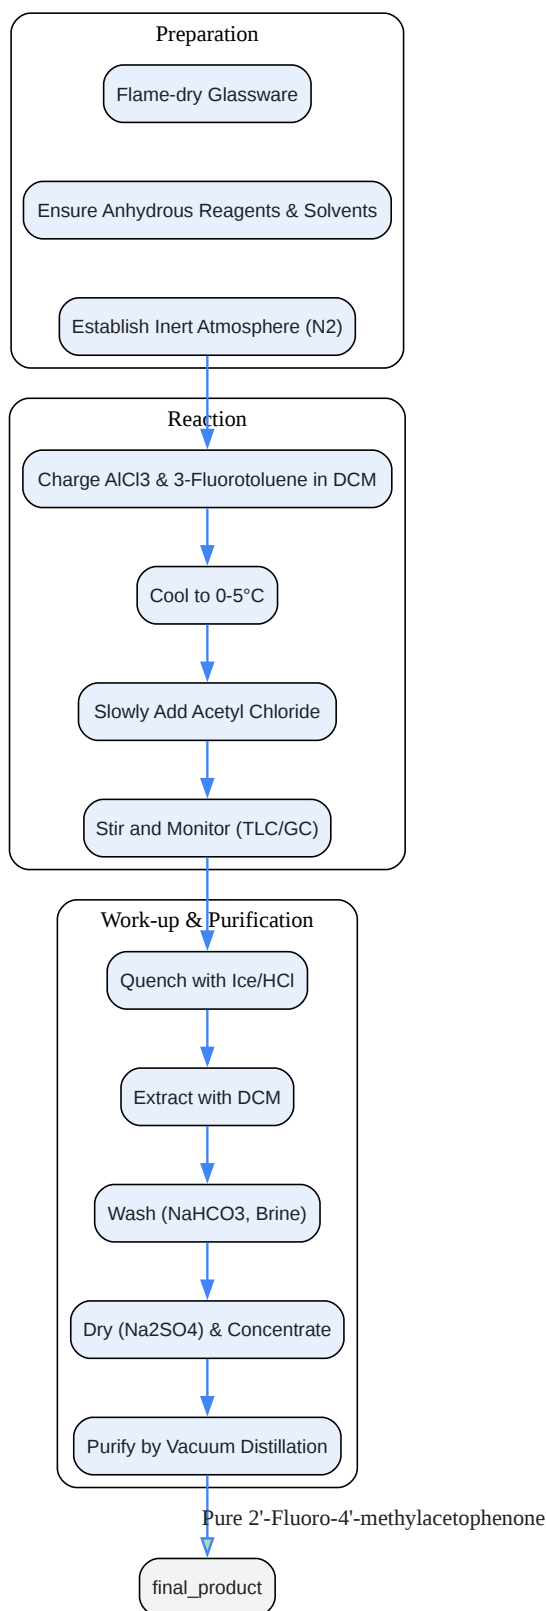 Preparation
Flame-dry Glassware
Ensure Anhydrous Reagents & Solvents
Establish Inert Atmosphere (N2)
Reaction
Charge AlCl3 & 3-Fluorotoluene in DCM
Cool to 0-5°C
Slowly Add Acetyl Chloride
Stir and Monitor (TLC/GC)
Work-up & Purification
Quench with Ice/HCl
Extract with DCM
Wash (NaHCO3, Brine)
Dry (Na2SO4) & Concentrate
Purify by Vacuum Distillation
Pure 2'-Fluoro-4'-methylacetophenone
final_product